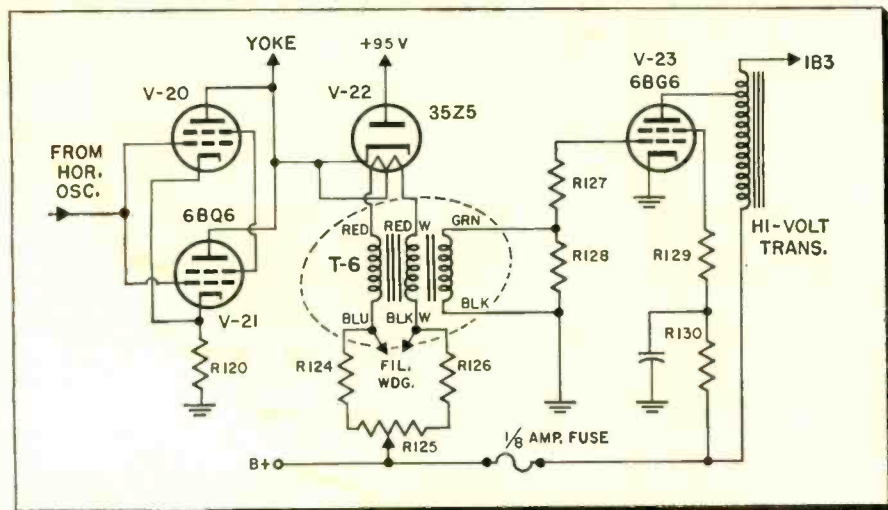 YOKE
+95 V
V-20
V-22
35Z5
V-23
6BG6
1B3
FROM
HOR.
OSC.
6BQ6
V-21
R120
RED
RED
W
GRN
T-6
BLU
BLK
W
BLK
R124
FIL.
WDG.
R126
R125
R127
R128
R129
R130
HI-VOLT
TRANS.
1/8 AMP. FUSE
B+